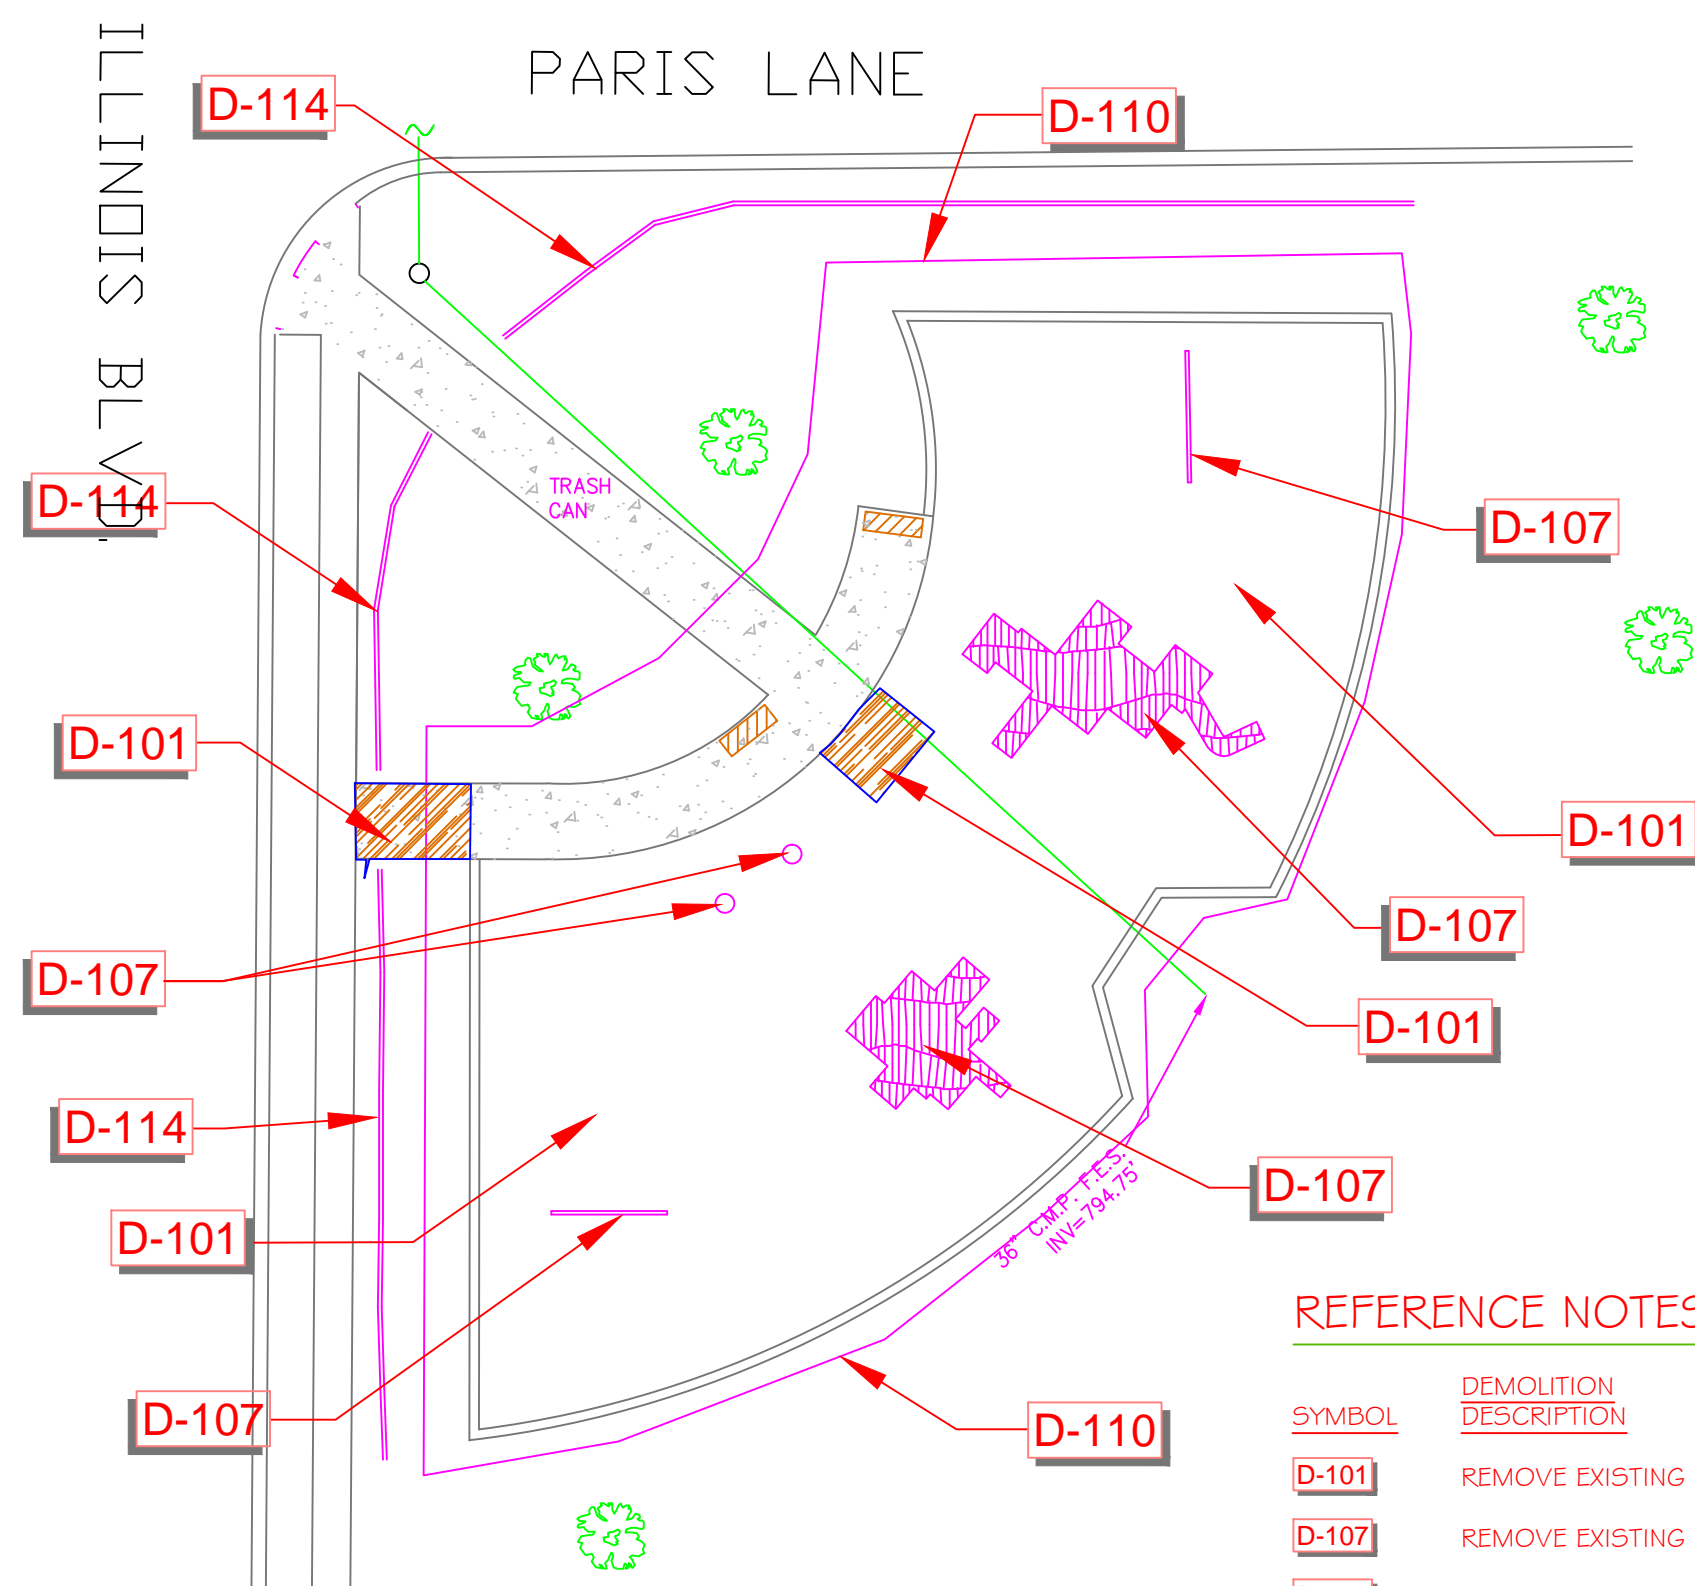 ILLINOIS BLVD.
PARIS LANE
D-114
D-110
D-114
TRASH
CAN
D-107
D-101
D-101
D-107
D-107
D-101
D-114
D-107
D-101
36" C.M.P. F.E.S.,
INV=794.75
D-107
D-110
REFERENCE NOTES
SYMBOL
DEMOLITION
DESCRIPTION
D-101
REMOVE EXISTING
D-107
REMOVE EXISTING